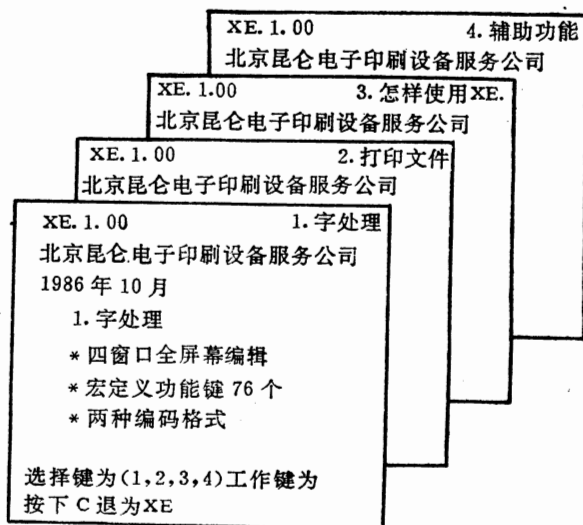 XE. 1.00 4. 辅助功能
北京昆仑电子印刷设备服务公司
XE. 1.00 3. 怎样使用XE.
北京昆仑电子印刷设备服务公司
XE. 1.00 2. 打印文件
北京昆仑电子印刷设备服务公司
XE. 1.00 1. 字处理
北京昆仑电子印刷设备服务公司
1986 年 10 月
1. 字处理
* 四窗口全屏幕编辑
* 宏定义功能键 76 个
* 两种编码格式
选择键为(1,2,3,4)工作键为
按下 C 退为XE